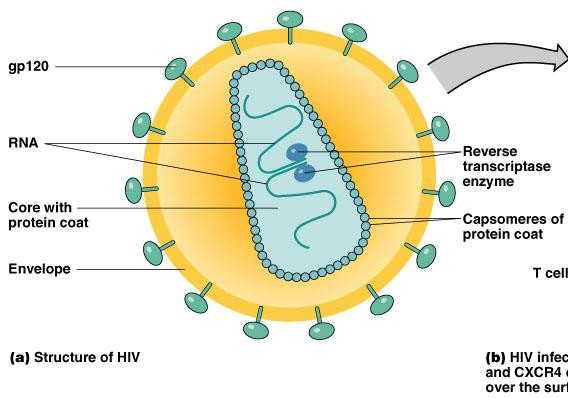 gp120
RNA
Reverse
transcriptase
enzyme
Core with
protein coat
Capsomeres of
protein coat
Envelope
T cell
(a) Structure of HIV
(b) HIV infec
and CXCR4
over the surf